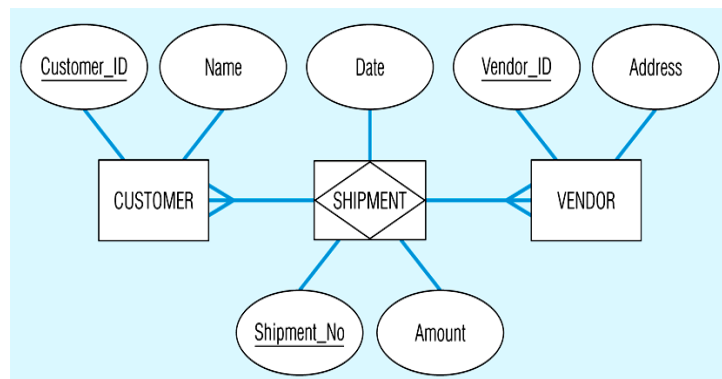 Customer_ID
Name
Date
Vendor_ID
Address
CUSTOMER
SHIPMENT
VENDOR
Shipment_No
Amount